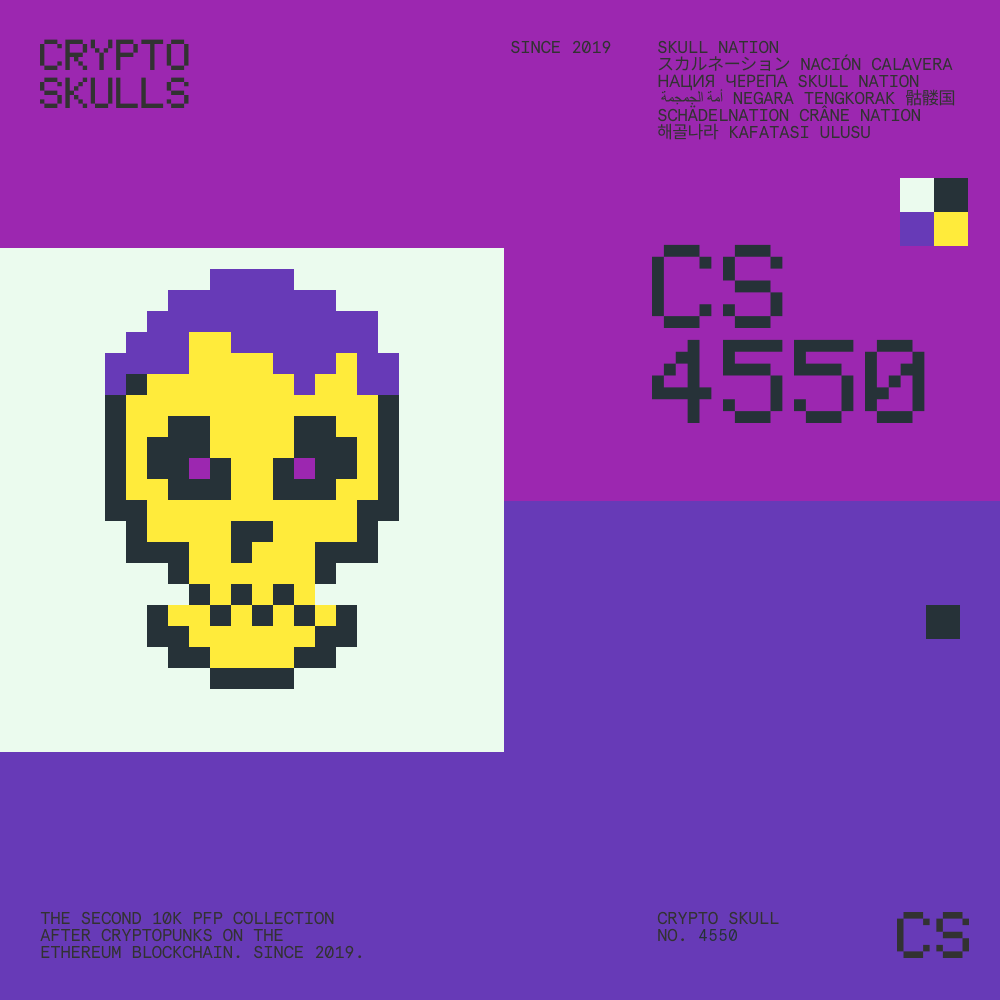 CRYPTO
SKULLS
SINCE 2019
SKULL NATION
スカルネーション NACIÓN CALAVERA
НАЦИЯ ЧЕРЕПА SKULL NATION
أمة الجمجمة NEGARA TENGKORAK 骷髅国
SCHÄDELNATION CRÂNE NATION
해골나라 KAFATASI ULUSU
CS
4550
THE SECOND 10K PFP COLLECTION
AFTER CRYPTOPUNKS ON THE
ETHEREUM BLOCKCHAIN. SINCE 2019.
CRYPTO SKULL
NO. 4550
CS